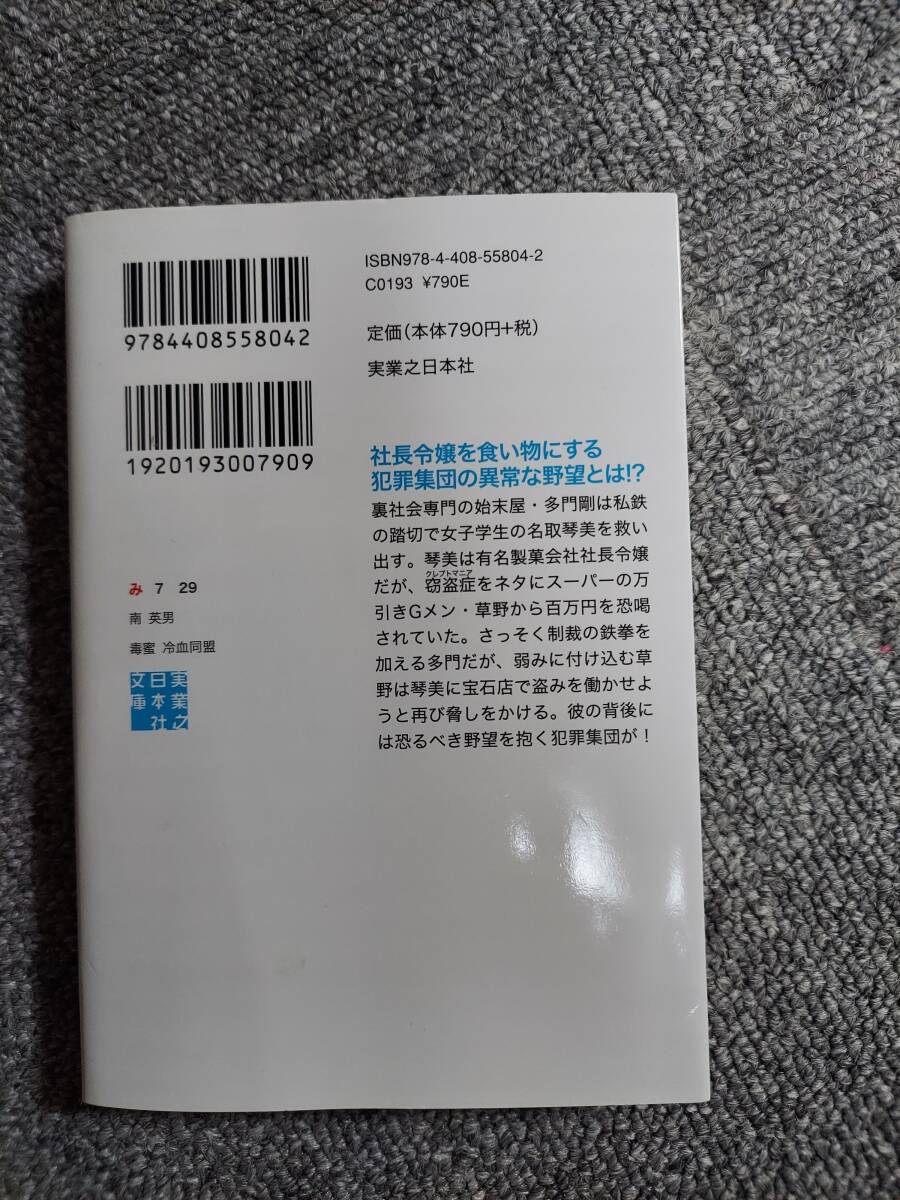 9784408558042
1920193007909
ISBN978-4-408-55804-2
C0193 ¥790E
定価(本体790円+税)
実業之日本社
社長令嬢を食い物にする
犯罪集団の異常な野望とは!?
裏社会専門の始末屋・多門剛は私鉄
の踏切で女子学生の名取琴美を救い
出す。琴美は有名製菓会社社長令嬢
クレプトマニア
だが、窃盗症をネタにスーパーの万
引きGメン・草野から百万円を恐喝
されていた。さっそく制裁の鉄拳を
加える多門だが、弱みに付け込む草
野は琴美に宝石店で盗みを働かせよ
うと再び脅しをかける。彼の背後に
は恐るべき野望を抱く犯罪集団が!
み 7 29
南 英男
毒蜜 冷血同盟
実業之
日本社
文庫